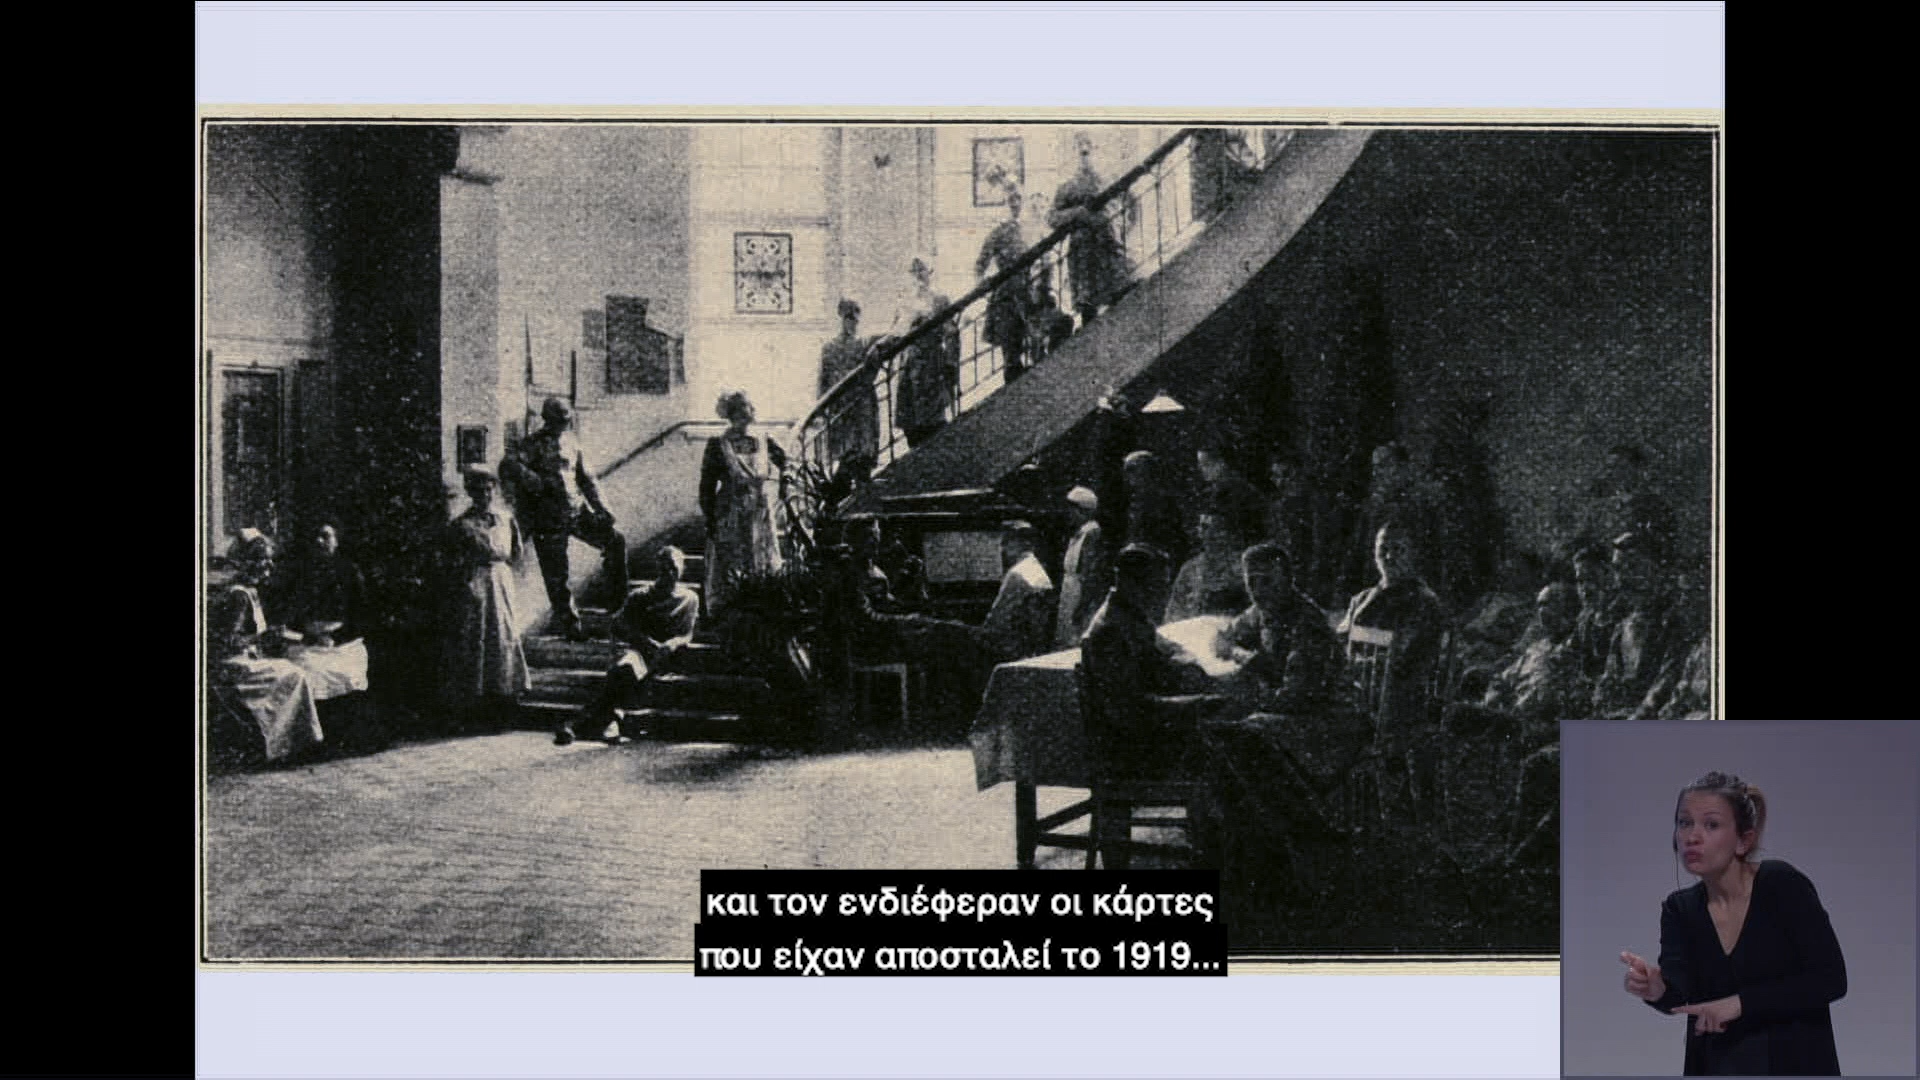 και τον ενδιέφεραν οι κάρτες
που είχαν αποσταλεί το 1919...